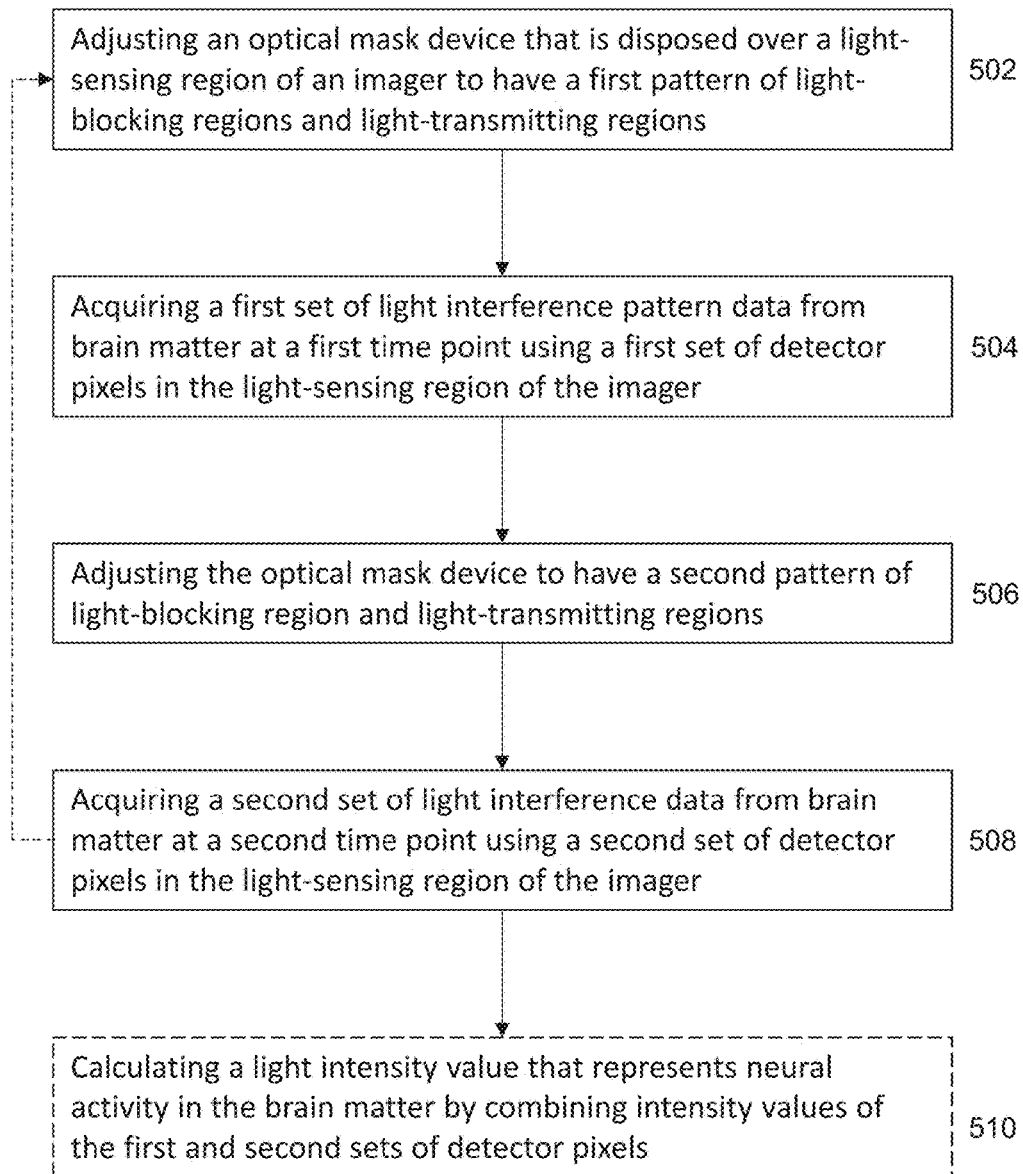 Adjusting an optical mask device that is disposed over a light-
sensing region of an imager to have a first pattern of light-
blocking regions and light-transmitting regions
502
Acquiring a first set of light interference pattern data from
brain matter at a first time point using a first set of detector
pixels in the light-sensing region of the imager
504
Adjusting the optical mask device to have a second pattern of
light-blocking region and light-transmitting regions
506
Acquiring a second set of light interference data from brain
matter at a second time point using a second set of detector
pixels in the light-sensing region of the imager
508
Calculating a light intensity value that represents neural
activity in the brain matter by combining intensity values of
the first and second sets of detector pixels
510